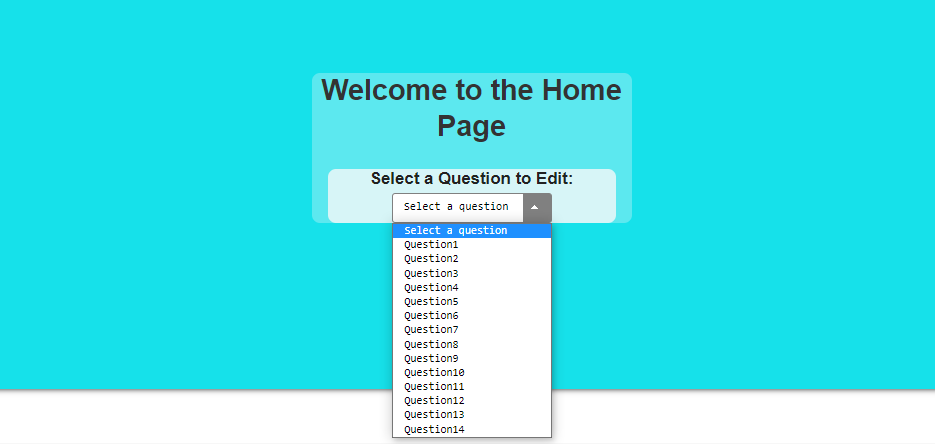 Welcome to the Home
Page
Select a Question to Edit:
Select a question
Select a question
Question1
Question2
Question3
Question4
Question5
Question6
Question7
Question8
Question9
Question10
Question11
Question12
Question13
Question14